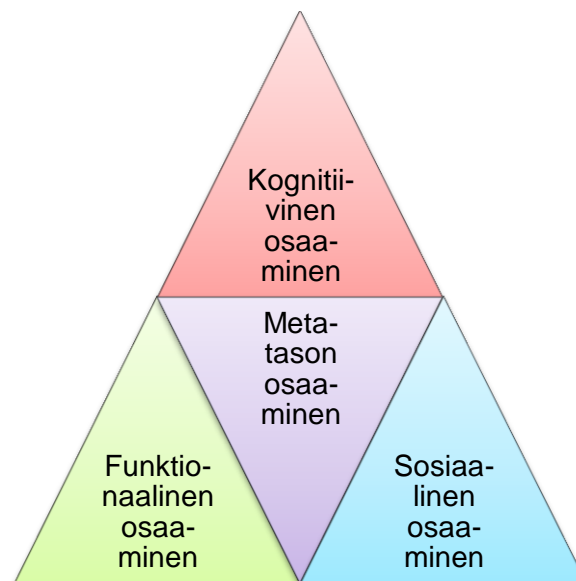 Kognitii-
vinen
osaa-
minen
Meta-
tason
osaa-
minen
Funktio-
naalinen
osaa-
minen
Sosiaa-
linen
osaa-
minen